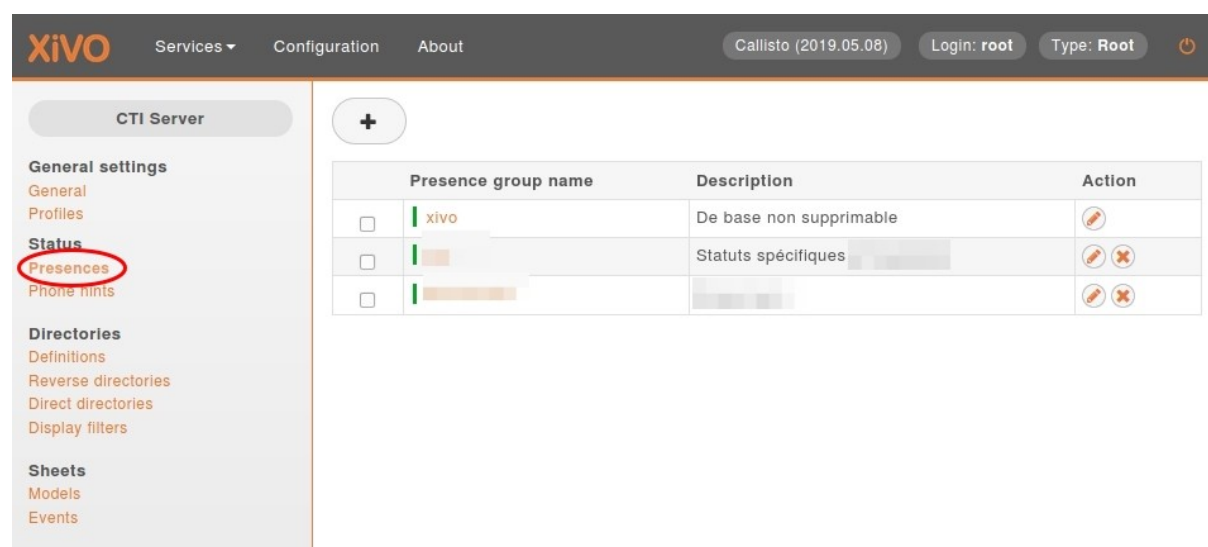 XiVO Services Configuration About Callisto (2019.05.08) Login: root Type: Root
CTI Server
General settings
General
Profiles
Status
Presences
Phone hints
Directories
Definitions
Reverse directories
Direct directories
Display filters
Sheets
Models
Events
+
Presence group name Description Action
xivo De base non supprimable
Statuts spécifiques